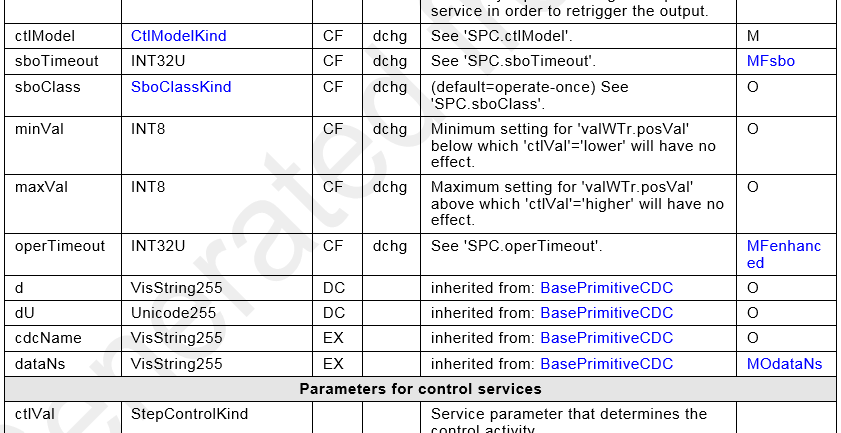 service in order to retrigger the output.
ctlModel CtlModelKind CF dchg See 'SPC.ctlModel'. M
sboTimeout INT32U CF dchg See 'SPC.sboTimeout'. MFsbo
sboClass SboClassKind CF dchg (default=operate-once) See O
'SPC.sboClass'.
minVal INT8 CF dchg Minimum setting for 'valWTr.posVal' O
below which 'ctlVal'='lower' will have no
effect.
maxVal INT8 CF dchg Maximum setting for 'valWTr.posVal' O
above which 'ctlVal'='higher' will have no
effect.
operTimeout INT32U CF dchg See 'SPC.operTimeout'. MFenhanc
ed
d VisString255 DC inherited from: BasePrimitiveCDC O
dU Unicode255 DC inherited from: BasePrimitiveCDC O
cdcName VisString255 EX inherited from: BasePrimitiveCDC O
dataNs VisString255 EX inherited from: BasePrimitiveCDC MOdataNs
Parameters for control services
ctlVal StepControlKind Service parameter that determines the
control activity.